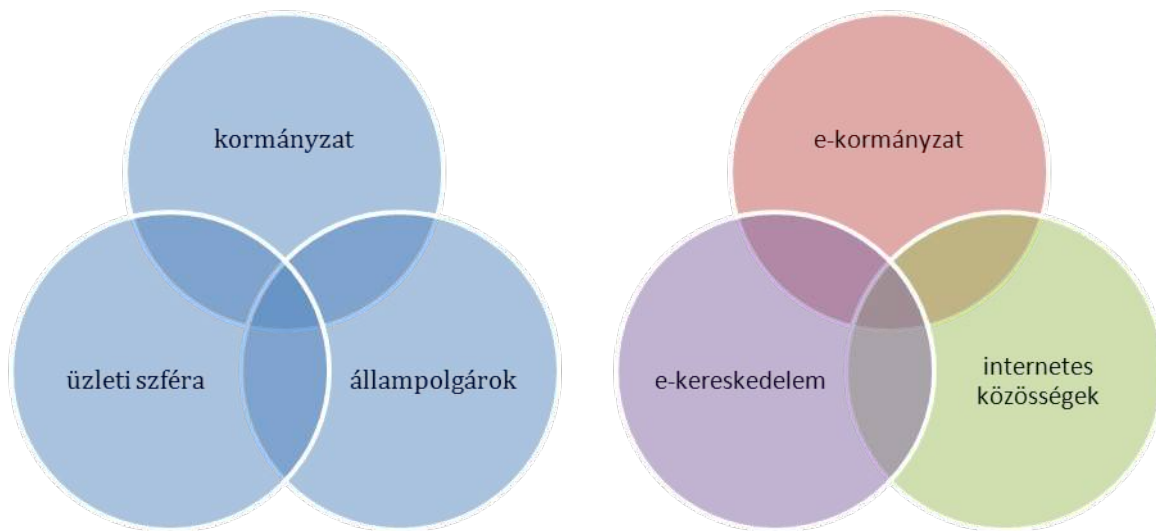 kormányzat
üzleti szféra
állampolgárok
e-kormányzat
e-kereskedelem
internetes
közösségek